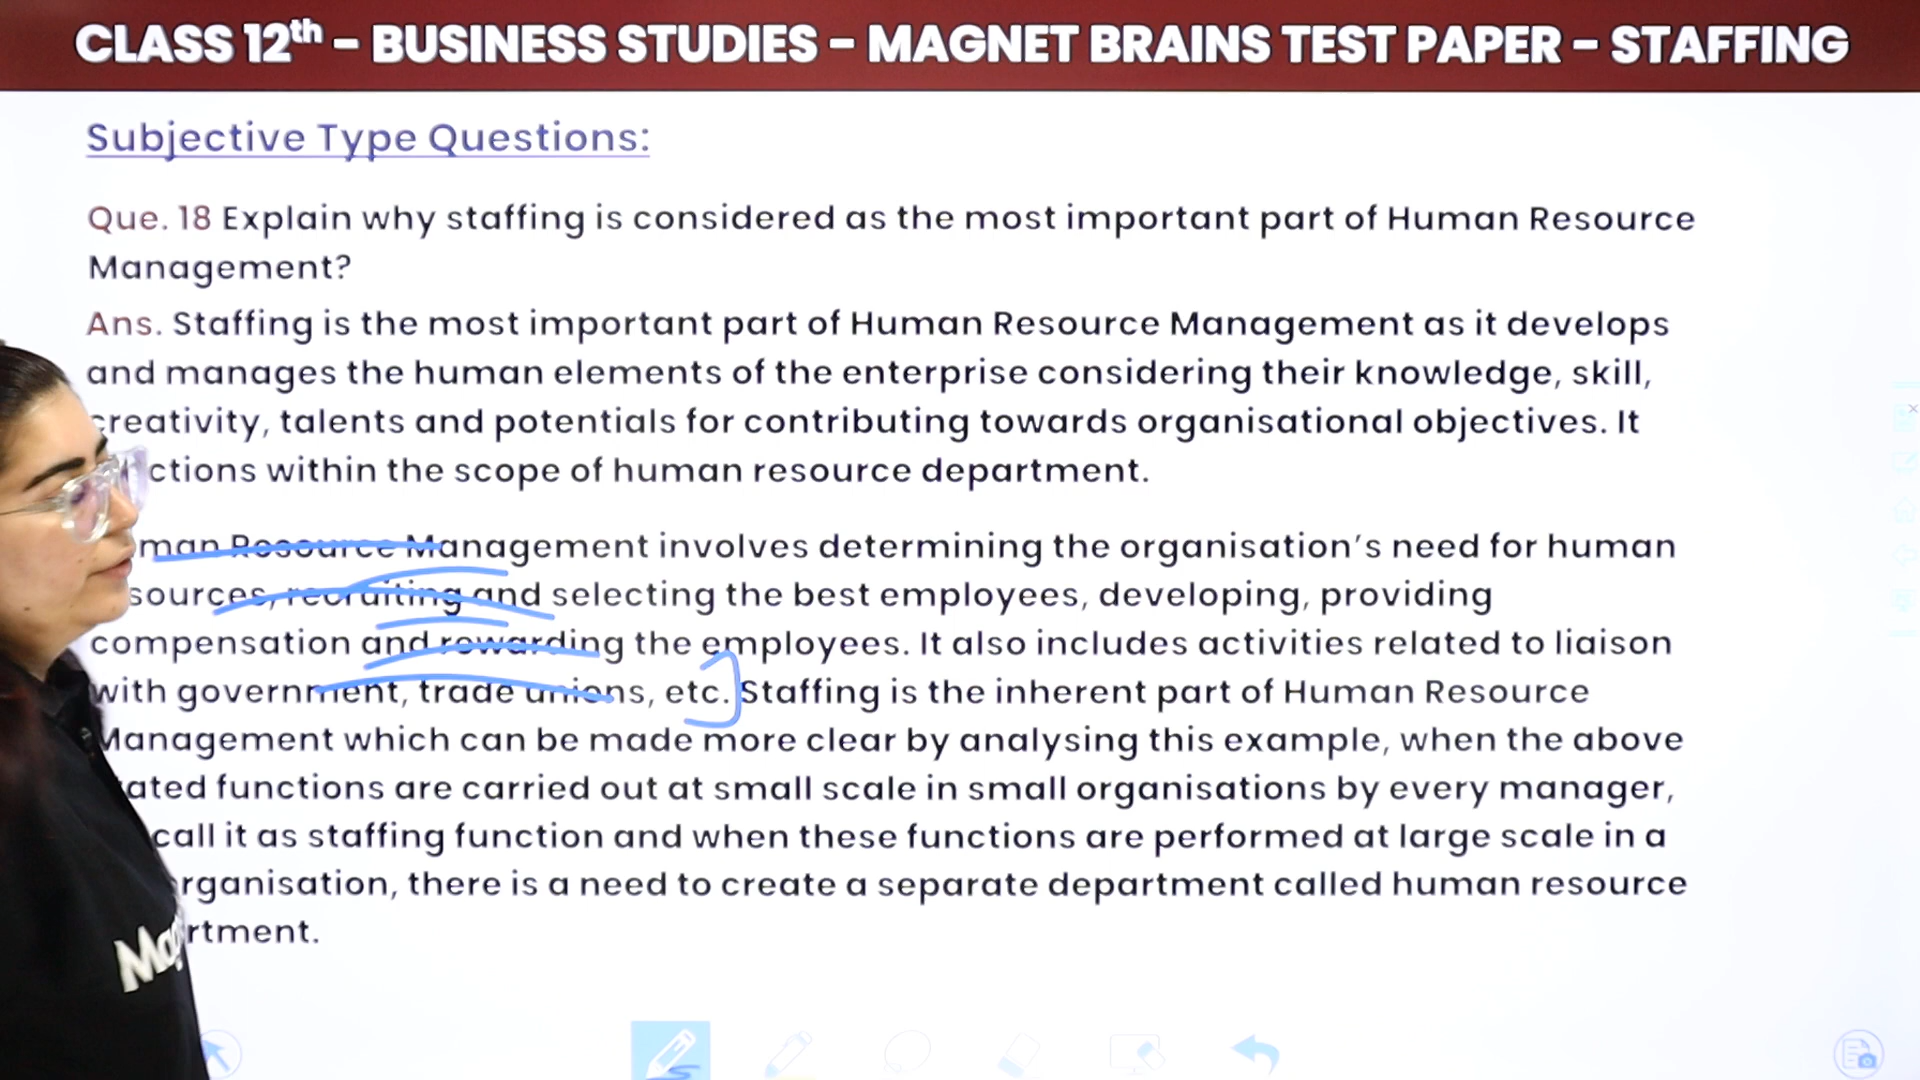 CLASS 12th – BUSINESS STUDIES – MAGNET BRAINS TEST PAPER – STAFFING
Subjective Type Questions:
Que. 18 Explain why staffing is considered as the most important part of Human Resource
Management?
Ans. Staffing is the most important part of Human Resource Management as it develops
and manages the human elements of the enterprise considering their knowledge, skill,
creativity, talents and potentials for contributing towards organisational objectives. It
ctions within the scope of human resource department.
man Resource Management involves determining the organisation's need for human
sources, recruiting and selecting the best employees, developing, providing
compensation and rewarding the employees. It also includes activities related to liaison
with government, trade unions, etc. Staffing is the inherent part of Human Resource
Management which can be made more clear by analysing this example, when the above
ated functions are carried out at small scale in small organisations by every manager,
call it as staffing function and when these functions are performed at large scale in a
rganisation, there is a need to create a separate department called human resource
rtment.